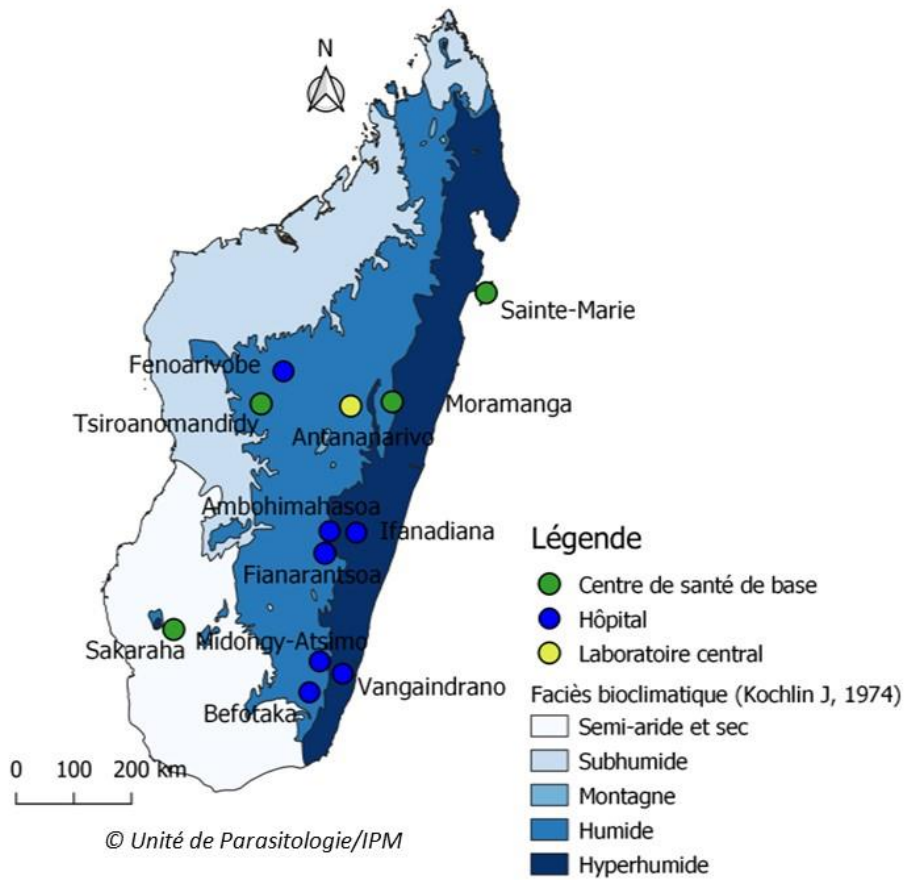 N
Sainte-Marie
Fenoarivobe
Tsiroanomandidy
Moramanga
Antananarivo
Ambohimahasoa
Ifanadiana
Fianarantsoa
Midongy-Atsimo
Sakaraha
Vangaindrano
Befotaka
0 100 200 km
© Unité de Parasitologie/IPM
Légende
Centre de santé de base
Hôpital
Laboratoire central
Faciès bioclimatique (Kochlin J, 1974)
Semi-aride et sec
Subhumide
Montagne
Humide
Hyperhumide